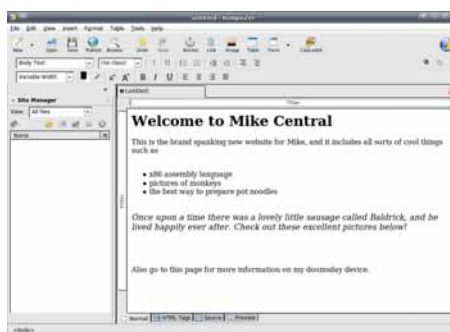 untitled - KompoZer
File Edit View Insert Format Table Tools Help
New Open Save Publish Browse Undo Redo Anchor Link Image Table Form CaScadeS
Body Text (no class)
Variable Width B I U
Site Manager
untitled
View: All files
Name
Welcome to Mike Central
This is the brand spanking new website for Mike, and it includes all sorts of cool things
such as
x86 assembly language
pictures of monkeys
the best way to prepare pot noodles
Once upon a time there was a lovely little sausage called Baldrick, and he
lived happily ever after. Check out these excellent pictures below!
Also go to this page for more information on my doomsday device.
Normal HTML Tags Source Preview
<body>